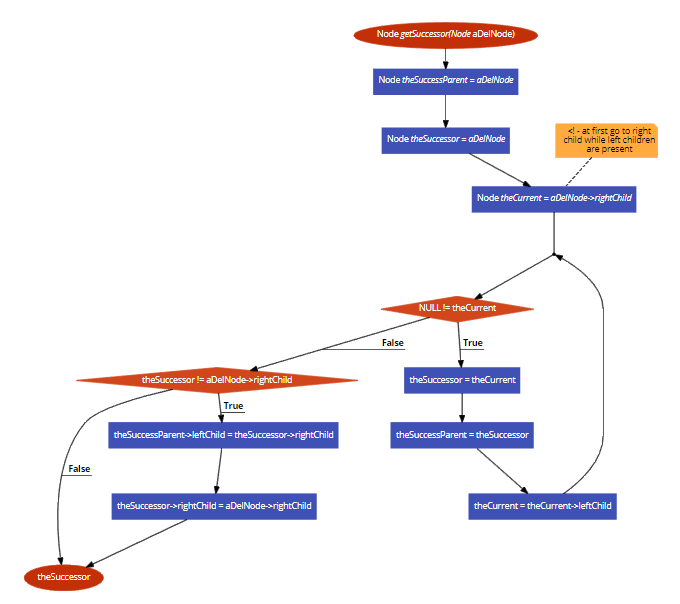 Node getSuccessor(Node aDelNode)
Node theSuccessParent = aDelNode
Node theSuccessor = aDelNode
<! - at first go to right
child while left children
are present
Node theCurrent = aDelNode->rightChild
NULL != theCurrent
False
True
theSuccessor != aDelNode->rightChild
theSuccessor = theCurrent
True
theSuccessParent->leftChild = theSuccessor->rightChild
theSuccessParent = theSuccessor
False
theSuccessor->rightChild = aDelNode->rightChild
theCurrent = theCurrent->leftChild
theSuccessor